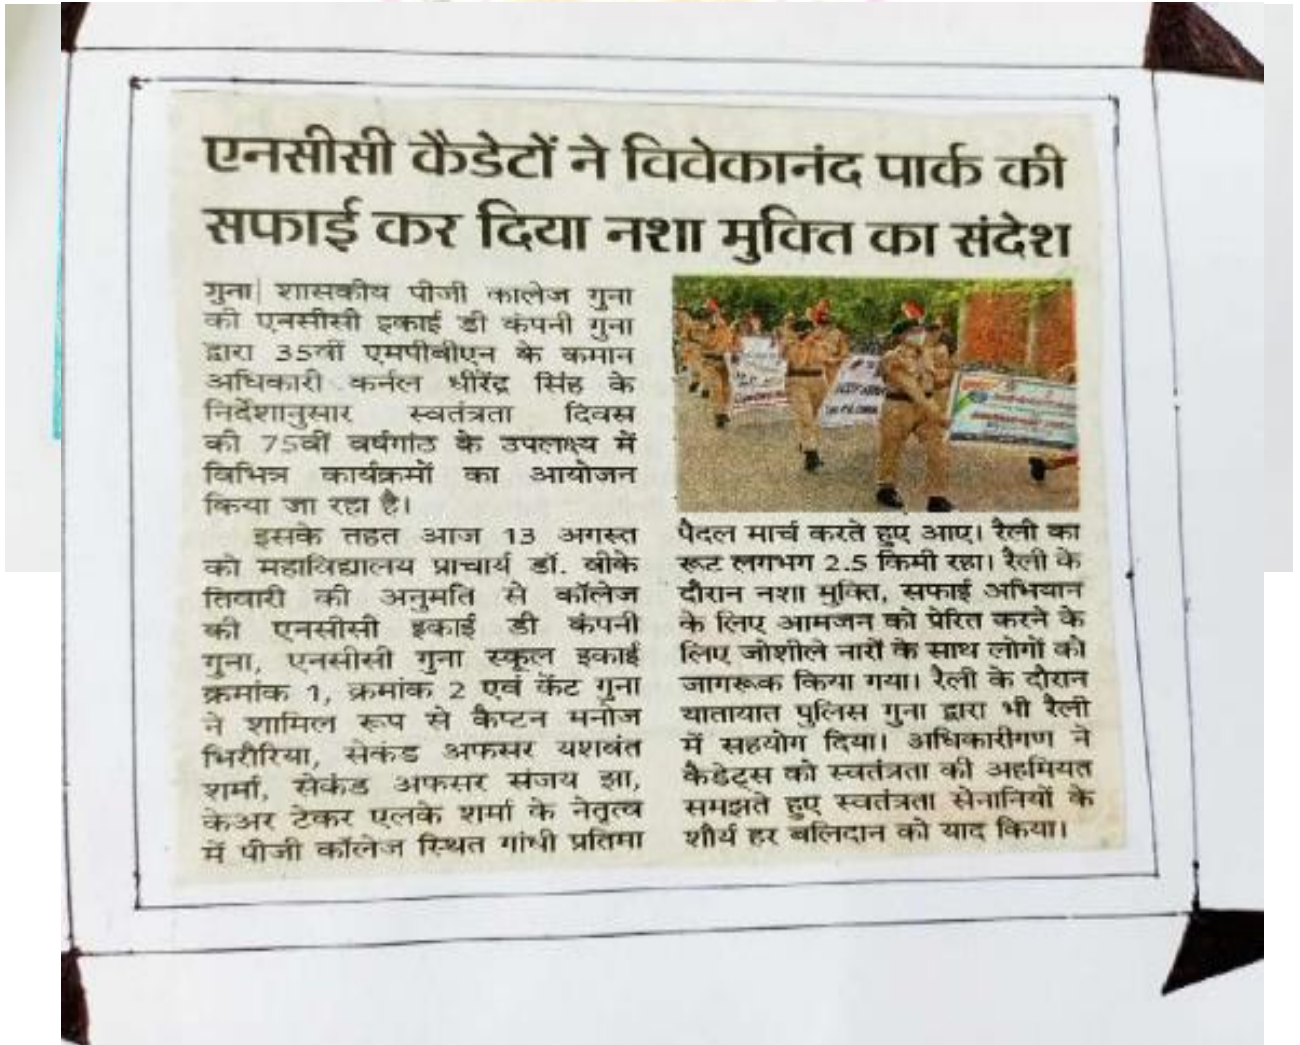 एनसीसी कैडेटों ने विवेकानंद पार्क की
सफाई कर दिया नशा मुक्ति का संदेश
गुना| शासकीय पीजी कालेज गुना
की एनसीसी इकाई डी कंपनी गुना
द्वारा 35वीं एमपीबीएन के कमान
अधिकारी कर्नल धीरेंद्र सिंह के
निर्देशानुसार स्वतंत्रता दिवस
की 75वीं वर्षगांठ के उपलक्ष्य में
विभिन्न कार्यक्रमों का आयोजन
किया जा रहा है।
इसके तहत आज 13 अगस्त
को महाविद्यालय प्राचार्य डॉ. बीके
तिवारी की अनुमति से कॉलेज
की एनसीसी इकाई डी कंपनी
गुना, एनसीसी गुना स्कूल इकाई
क्रमांक 1, क्रमांक 2 एवं केंट गुना
ने शामिल रूप से कैप्टन मनोज
भिरौरिया, सेकंड अफसर यशवंत
शर्मा, सेकंड अफसर संजय झा,
केअर टेकर एलके शर्मा के नेतृत्व
में पीजी कॉलेज स्थित गांधी प्रतिमा
पैदल मार्च करते हुए आए। रैली का
रूट लगभग 2.5 किमी रहा। रैली के
दौरान नशा मुक्ति, सफाई अभियान
के लिए आमजन को प्रेरित करने के
लिए जोशीले नारों के साथ लोगों को
जागरूक किया गया। रैली के दौरान
यातायात पुलिस गुना द्वारा भी रैली
में सहयोग दिया। अधिकारीगण ने
कैडेट्स को स्वतंत्रता की अहमियत
समझते हुए स्वतंत्रता सेनानियों के
शौर्य हर बलिदान को याद किया।